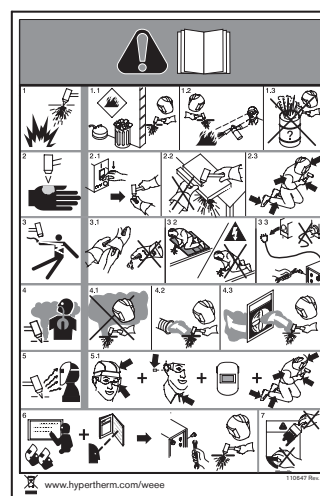 1 1.1 1.2 1.3
?
2 2.1 2.2 2.3
3 3.1 3.2 3.3
4 4.1 4.2 4.3
5 5.1
+ + +
6 7
+
www.hypertherm.com/weee
110647 Rev.